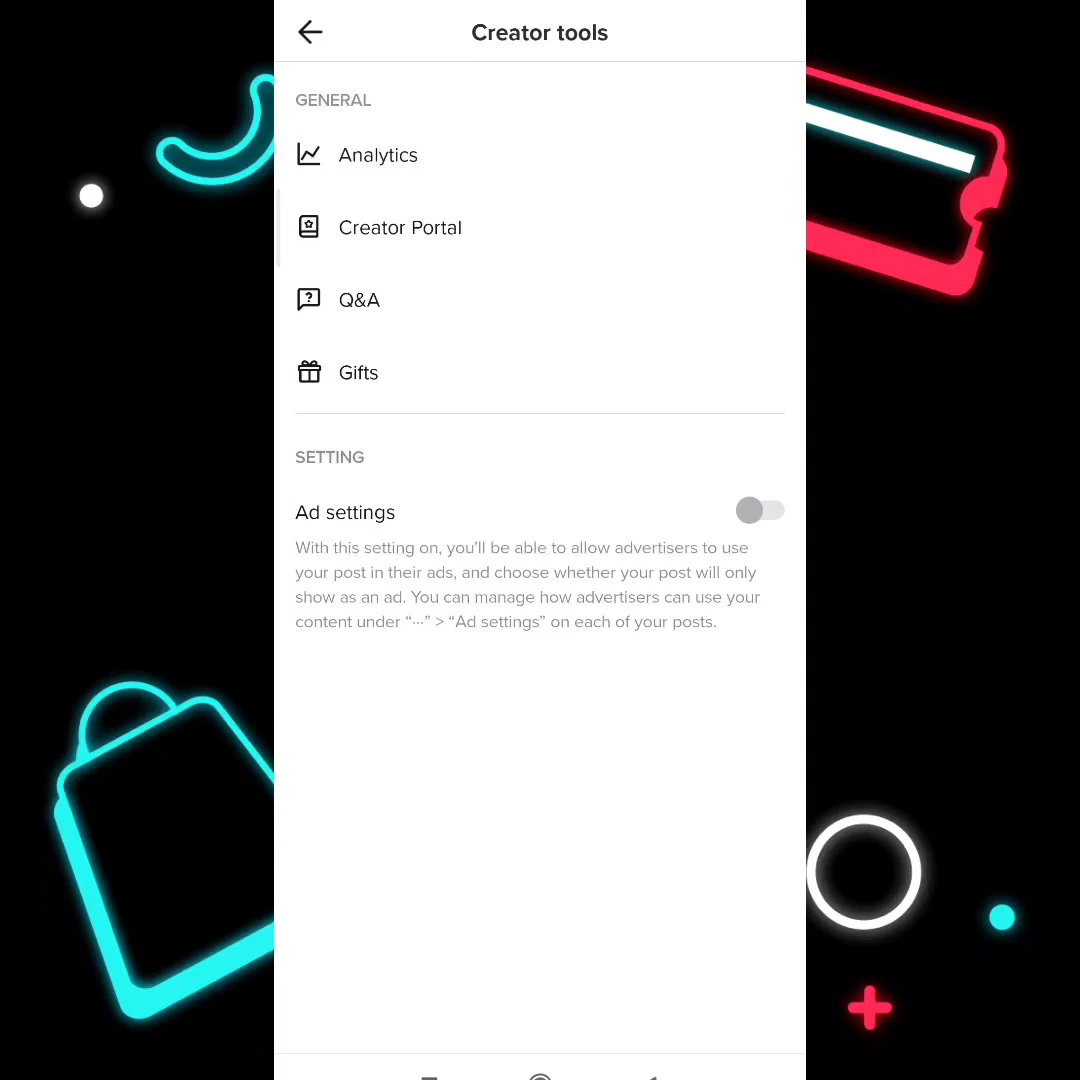 Creator tools
GENERAL
Analytics
Creator Portal
Q&A
Gifts
SETTING
Ad settings
With this setting on, you'll be able to allow advertisers to use
your post in their ads, and choose whether your post will only
show as an ad. You can manage how advertisers can use your
content under “···” > “Ad settings” on each of your posts.